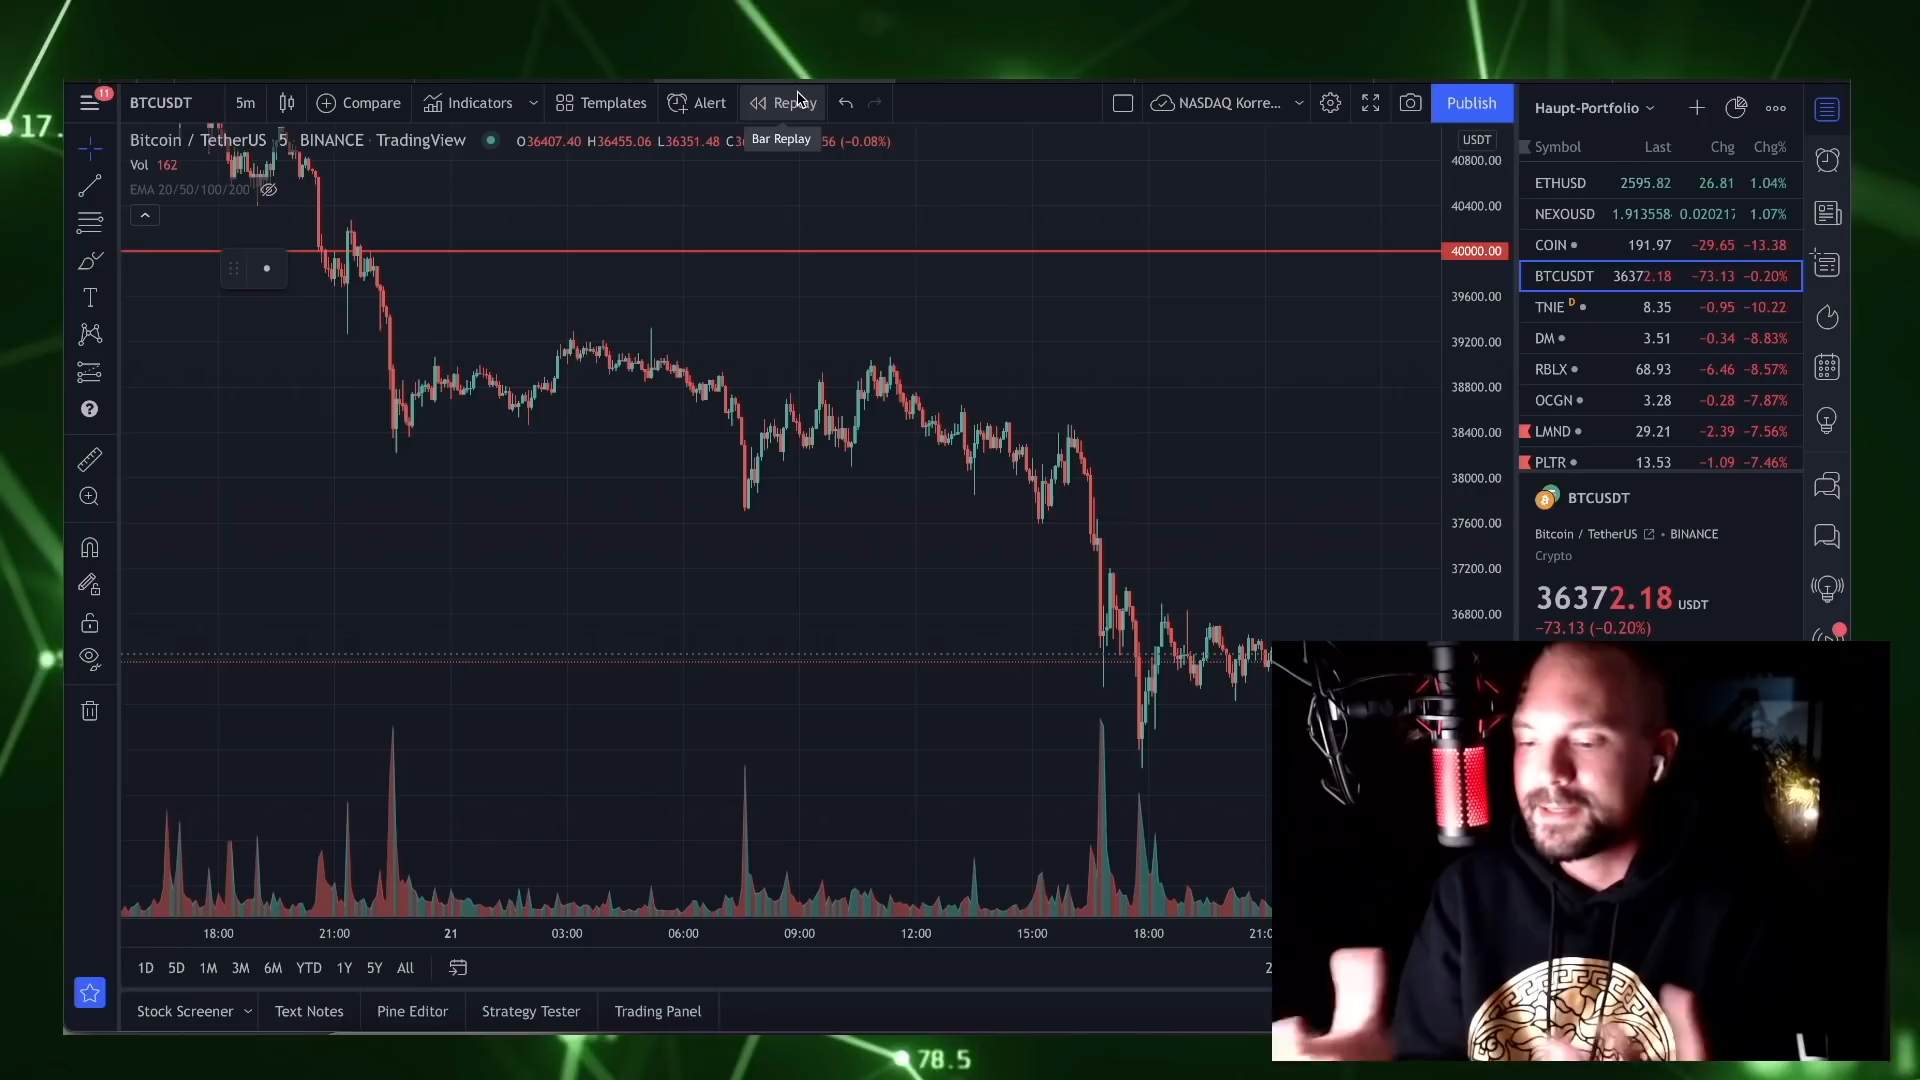 17.
11
BTCUSDT 5m Compare Indicators Templates Alert Replay NASDAQ Korre... Publish
Bar Replay
Bitcoin / TetherUS 5 BINANCE TradingView O36407.40 H36455.06 L36351.48 C3 56 (−0.08%)
Vol 162
EMA 20/50/100/200
USDT
40800.00
40400.00
40000.00
39600.00
39200.00
38800.00
38400.00
38000.00
37600.00
37200.00
36800.00
18:00 21:00 21 03:00 06:00 09:00 12:00 15:00 18:00 21:0
1D 5D 1M 3M 6M YTD 1Y 5Y All 2
Stock Screener Text Notes Pine Editor Strategy Tester Trading Panel
Haupt-Portfolio
Symbol Last Chg Chg%
ETHUSD 2595.82 26.81 1.04%
NEXOUSD 1.913558 0.020217 1.07%
COIN 191.97 −29.65 −13.38
BTCUSDT 36372.18 −73.13 −0.20%
TNIE D 8.35 −0.95 −10.22
DM 3.51 −0.34 −8.83%
RBLX 68.93 −6.46 −8.57%
OCGN 3.28 −0.28 −7.87%
LMND 29.21 −2.39 −7.56%
PLTR 13.53 −1.09 −7.46%
BTCUSDT
Bitcoin / TetherUS • BINANCE
Crypto
36372.18 USDT
−73.13 (−0.20%)
78.5